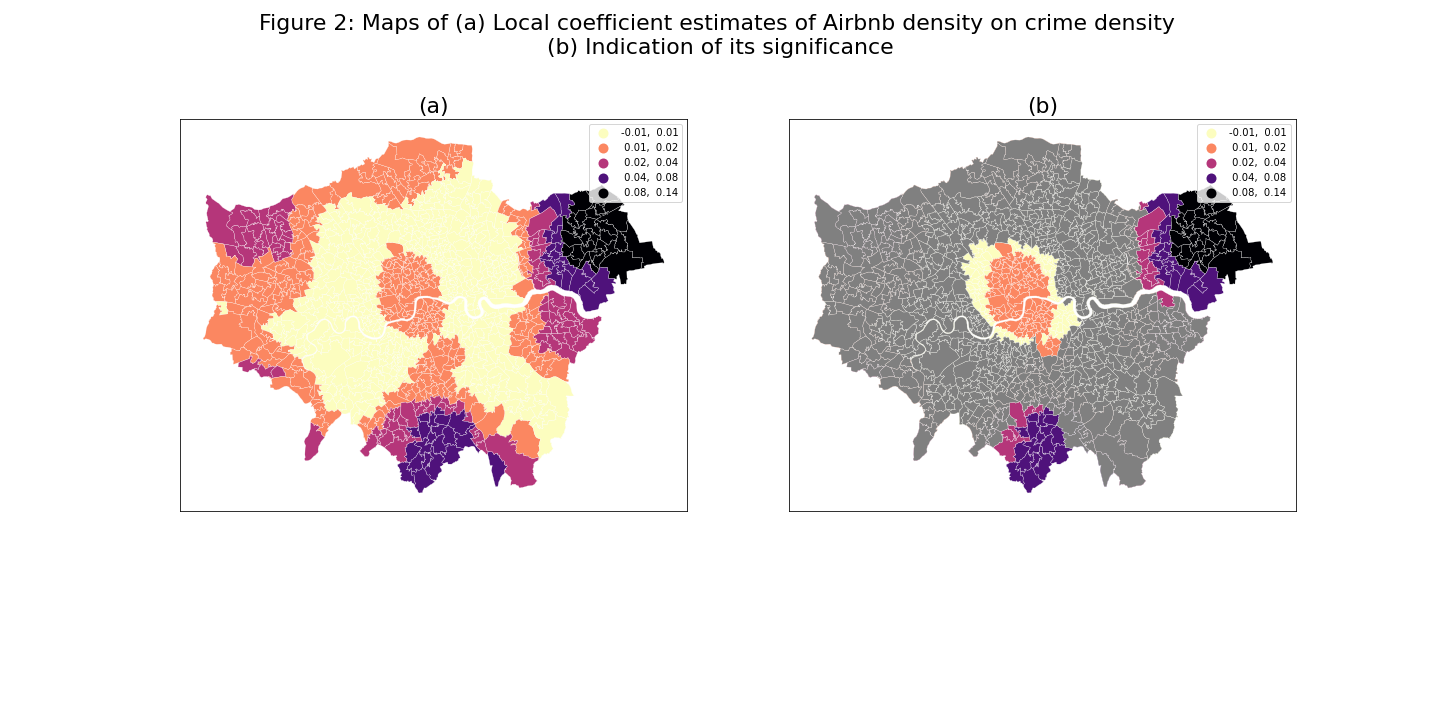 Figure 2: Maps of (a) Local coefficient estimates of Airbnb density on crime density
(b) Indication of its significance
(a)
-0.01, 0.01
0.01, 0.02
0.02, 0.04
0.04, 0.08
0.08, 0.14
(b)
-0.01, 0.01
0.01, 0.02
0.02, 0.04
0.04, 0.08
0.08, 0.14